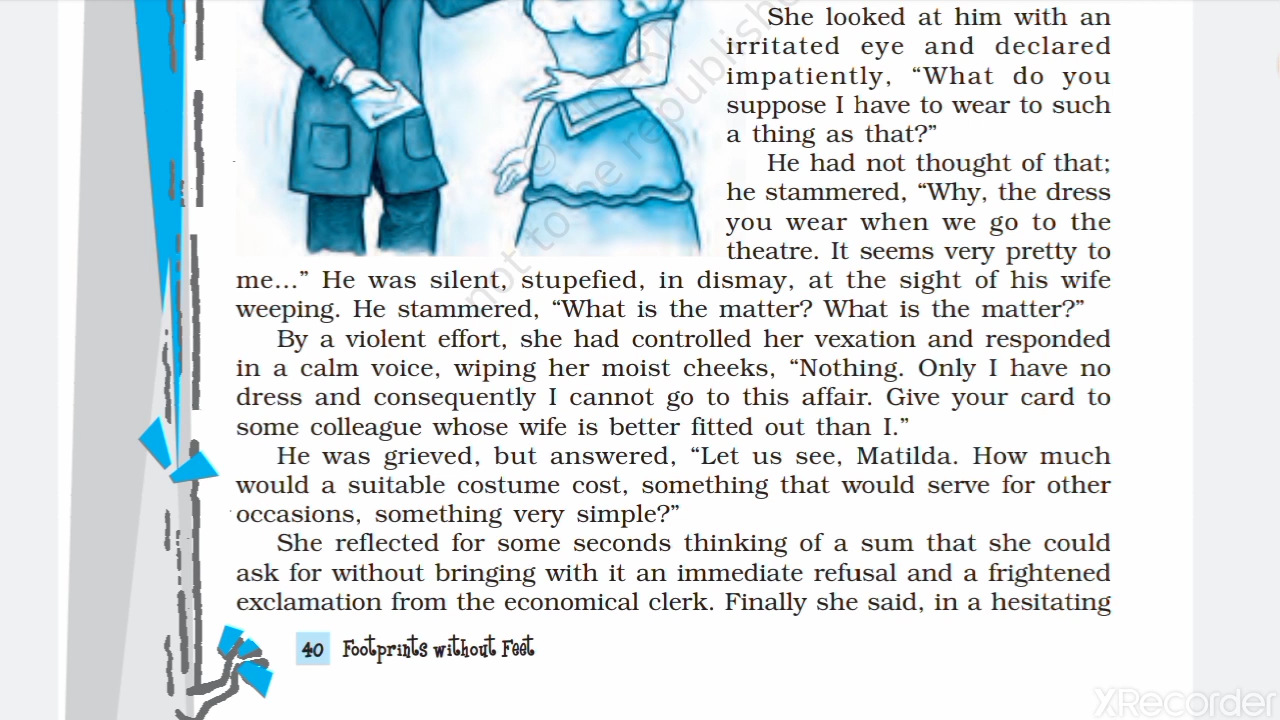 She looked at him with an
irritated eye and declared
impatiently, “What do you
suppose I have to wear to such
a thing as that?”
He had not thought of that;
he stammered, “Why, the dress
you wear when we go to the
theatre. It seems very pretty to
me...” He was silent, stupefied, in dismay, at the sight of his wife
weeping. He stammered, “What is the matter? What is the matter?”
By a violent effort, she had controlled her vexation and responded
in a calm voice, wiping her moist cheeks, “Nothing. Only I have no
dress and consequently I cannot go to this affair. Give your card to
some colleague whose wife is better fitted out than I.”
He was grieved, but answered, “Let us see, Matilda. How much
would a suitable costume cost, something that would serve for other
occasions, something very simple?”
She reflected for some seconds thinking of a sum that she could
ask for without bringing with it an immediate refusal and a frightened
exclamation from the economical clerk. Finally she said, in a hesitating
40 Footprints without Feet
not to be republished
XRecorder